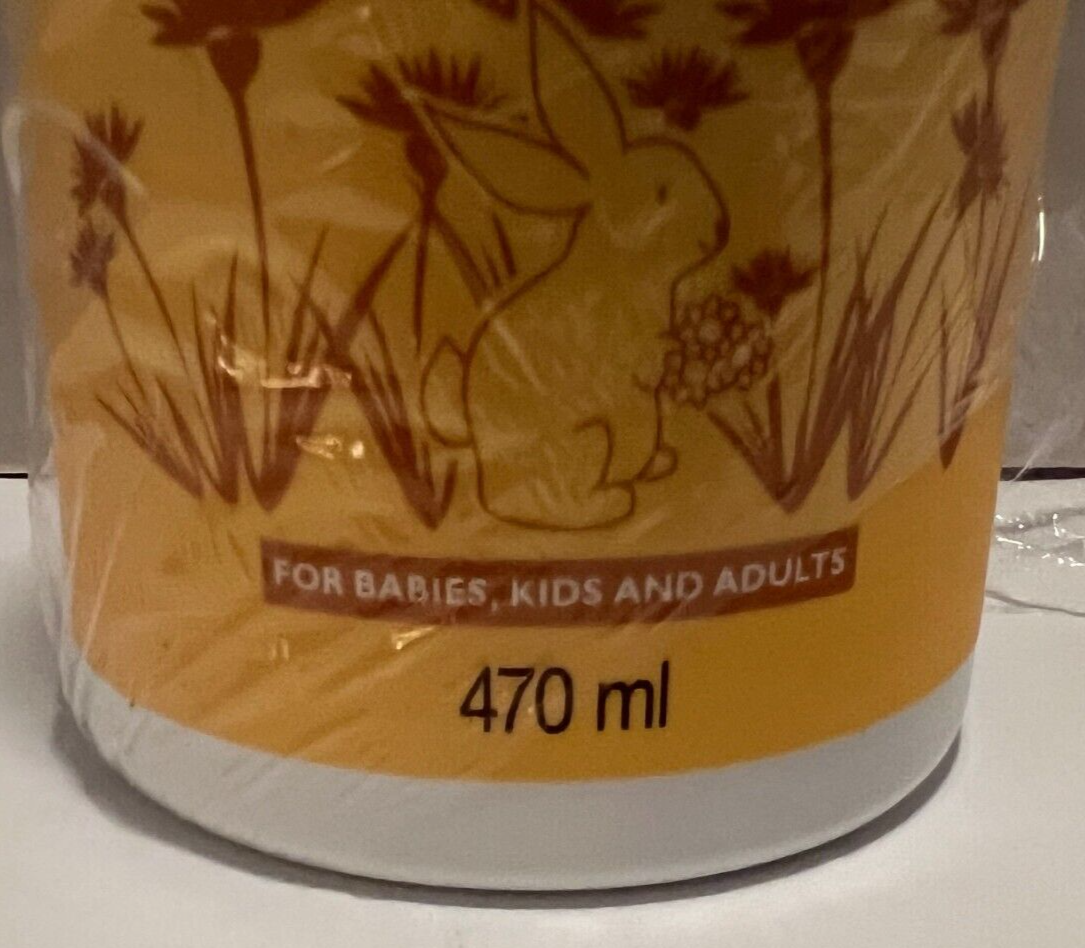 FOR BABIES, KIDS AND ADULTS
470 ml